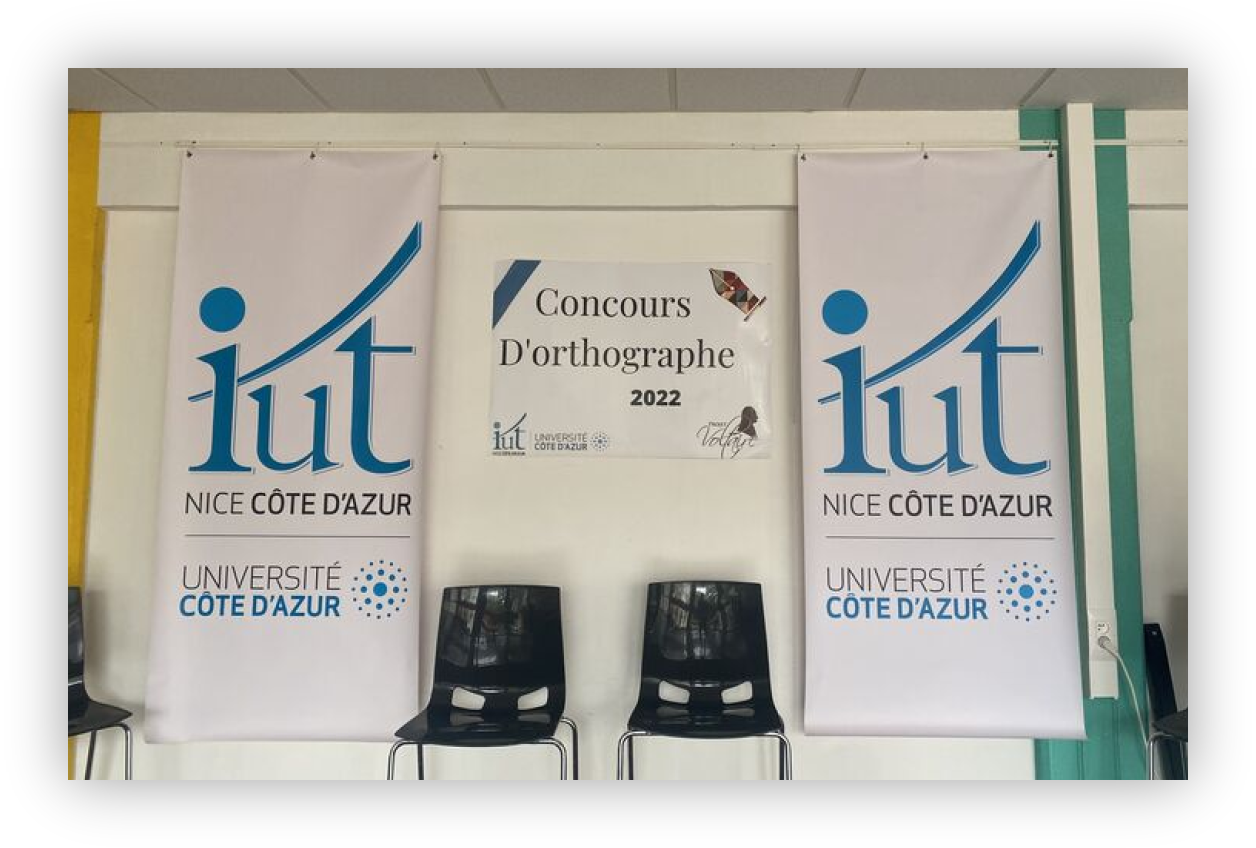 iut
NICE CÔTE D'AZUR
UNIVERSITÉ
CÔTE D'AZUR
Concours
D'orthographe
2022
iut
UNIVERSITÉ
CÔTE D'AZUR
Voltaire
iut
NICE CÔTE D'AZUR
UNIVERSITÉ
CÔTE D'AZUR